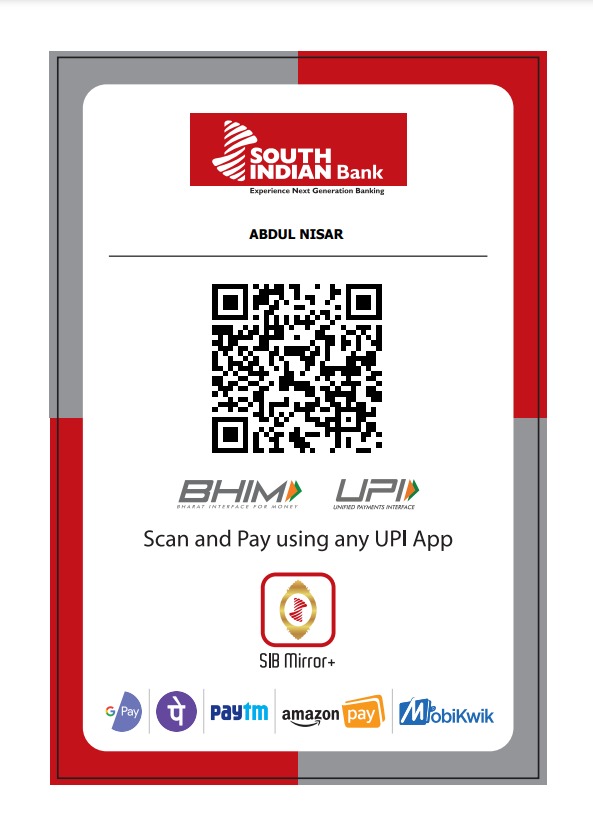 SOUTH
INDIAN Bank
Experience Next Generation Banking
ABDUL NISAR
BHIM
BHARAT INTERFACE FOR MONEY
UPI
UNIFIED PAYMENTS INTERFACE
Scan and Pay using any UPI App
SIB Mirror+
G Pay
पे
paytm
amazon pay
MobiKwik